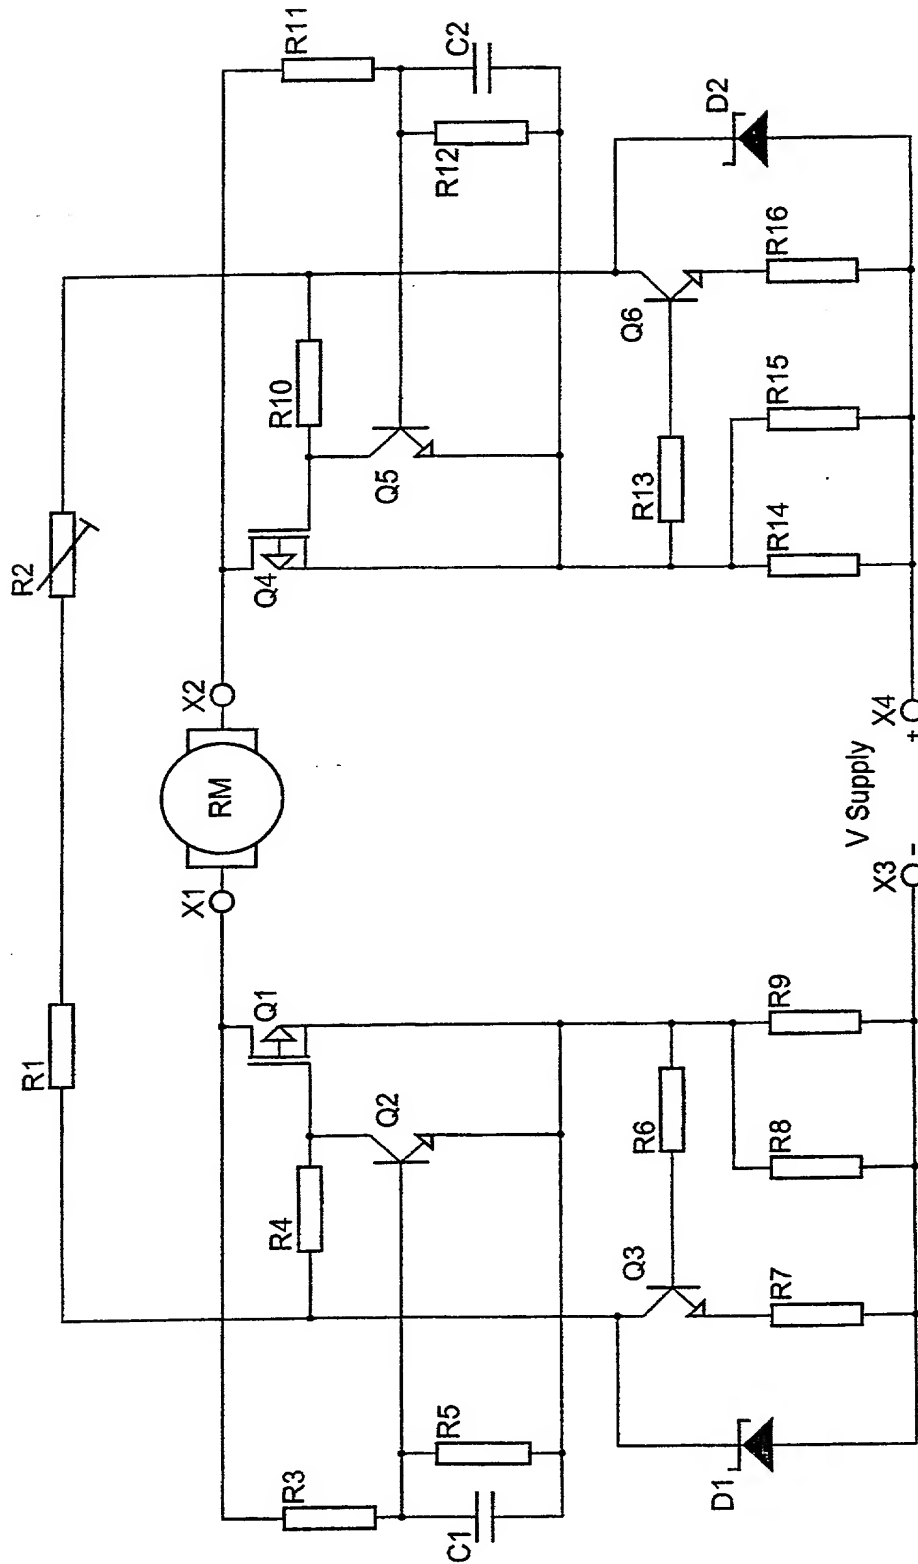 R1
R2
X1
RM
X2
R3
R4
Q2
Q1
Q4
R10
Q5
R11
C1
R5
R12
C2
Q3
R6
R13
Q6
D1
R7
R8
R9
R14
R15
R16
D2
V Supply
X3
-
+
X4